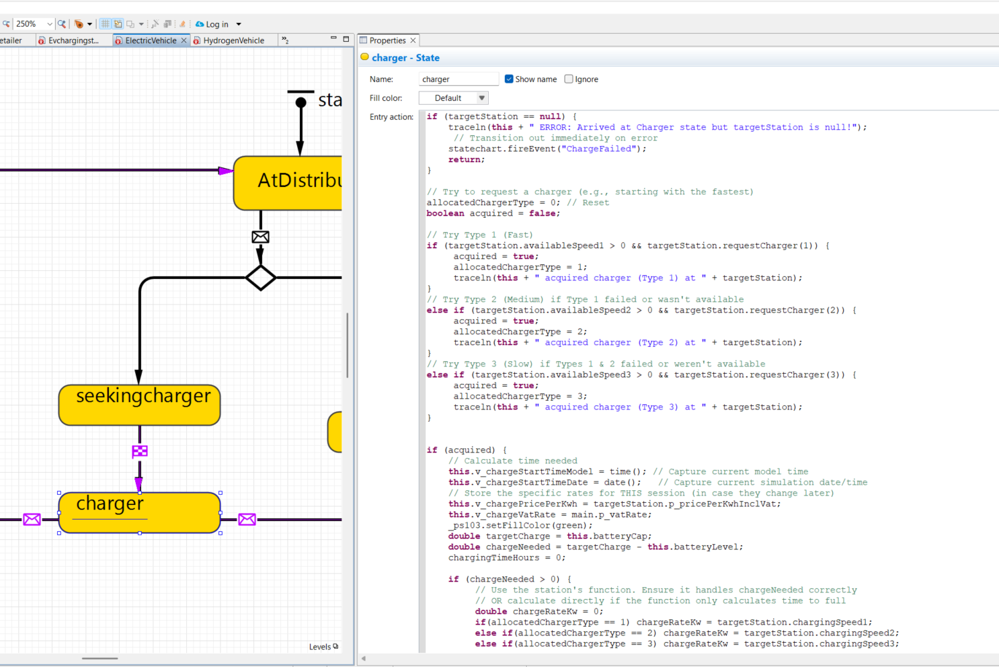 250%
Log in
etailer
Evchargingst...
ElectricVehicle
HydrogenVehicle
»2
sta
AtDistribu
seekingcharger
charger
Levels
Properties
charger - State
Name:
charger
Show name
Ignore
Fill color:
Default
Entry action:
if (targetStation == null) {
traceln(this + " ERROR: Arrived at Charger state but targetStation is null!");
// Transition out immediately on error
statechart.fireEvent("ChargeFailed");
return;
}
// Try to request a charger (e.g., starting with the fastest)
allocatedChargerType = 0; // Reset
boolean acquired = false;
// Try Type 1 (Fast)
if (targetStation.availableSpeed1 > 0 && targetStation.requestCharger(1)) {
acquired = true;
allocatedChargerType = 1;
traceln(this + " acquired charger (Type 1) at " + targetStation);
}
// Try Type 2 (Medium) if Type 1 failed or wasn't available
else if (targetStation.availableSpeed2 > 0 && targetStation.requestCharger(2)) {
acquired = true;
allocatedChargerType = 2;
traceln(this + " acquired charger (Type 2) at " + targetStation);
}
// Try Type 3 (Slow) if Types 1 & 2 failed or weren't available
else if (targetStation.availableSpeed3 > 0 && targetStation.requestCharger(3)) {
acquired = true;
allocatedChargerType = 3;
traceln(this + " acquired charger (Type 3) at " + targetStation);
}
if (acquired) {
// Calculate time needed
this.v_chargeStartTimeModel = time(); // Capture current model time
this.v_chargeStartTimeDate = date();   // Capture current simulation date/time
// Store the specific rates for THIS session (in case they change later)
this.v_chargePricePerKwh = targetStation.p_pricePerKwhInclVat;
this.v_chargeVatRate = main.p_vatRate;
_ps103.setFillColor(green);
double targetCharge = this.batteryCap;
double chargeNeeded = targetCharge - this.batteryLevel;
chargingTimeHours = 0;
if (chargeNeeded > 0) {
// Use the station's function. Ensure it handles chargeNeeded correctly
// OR calculate directly if the function only calculates time to full
double chargeRateKw = 0;
if(allocatedChargerType == 1) chargeRateKw = targetStation.chargingSpeed1;
else if(allocatedChargerType == 2) chargeRateKw = targetStation.chargingSpeed2;
else if(allocatedChargerType == 3) chargeRateKw = targetStation.chargingSpeed3;